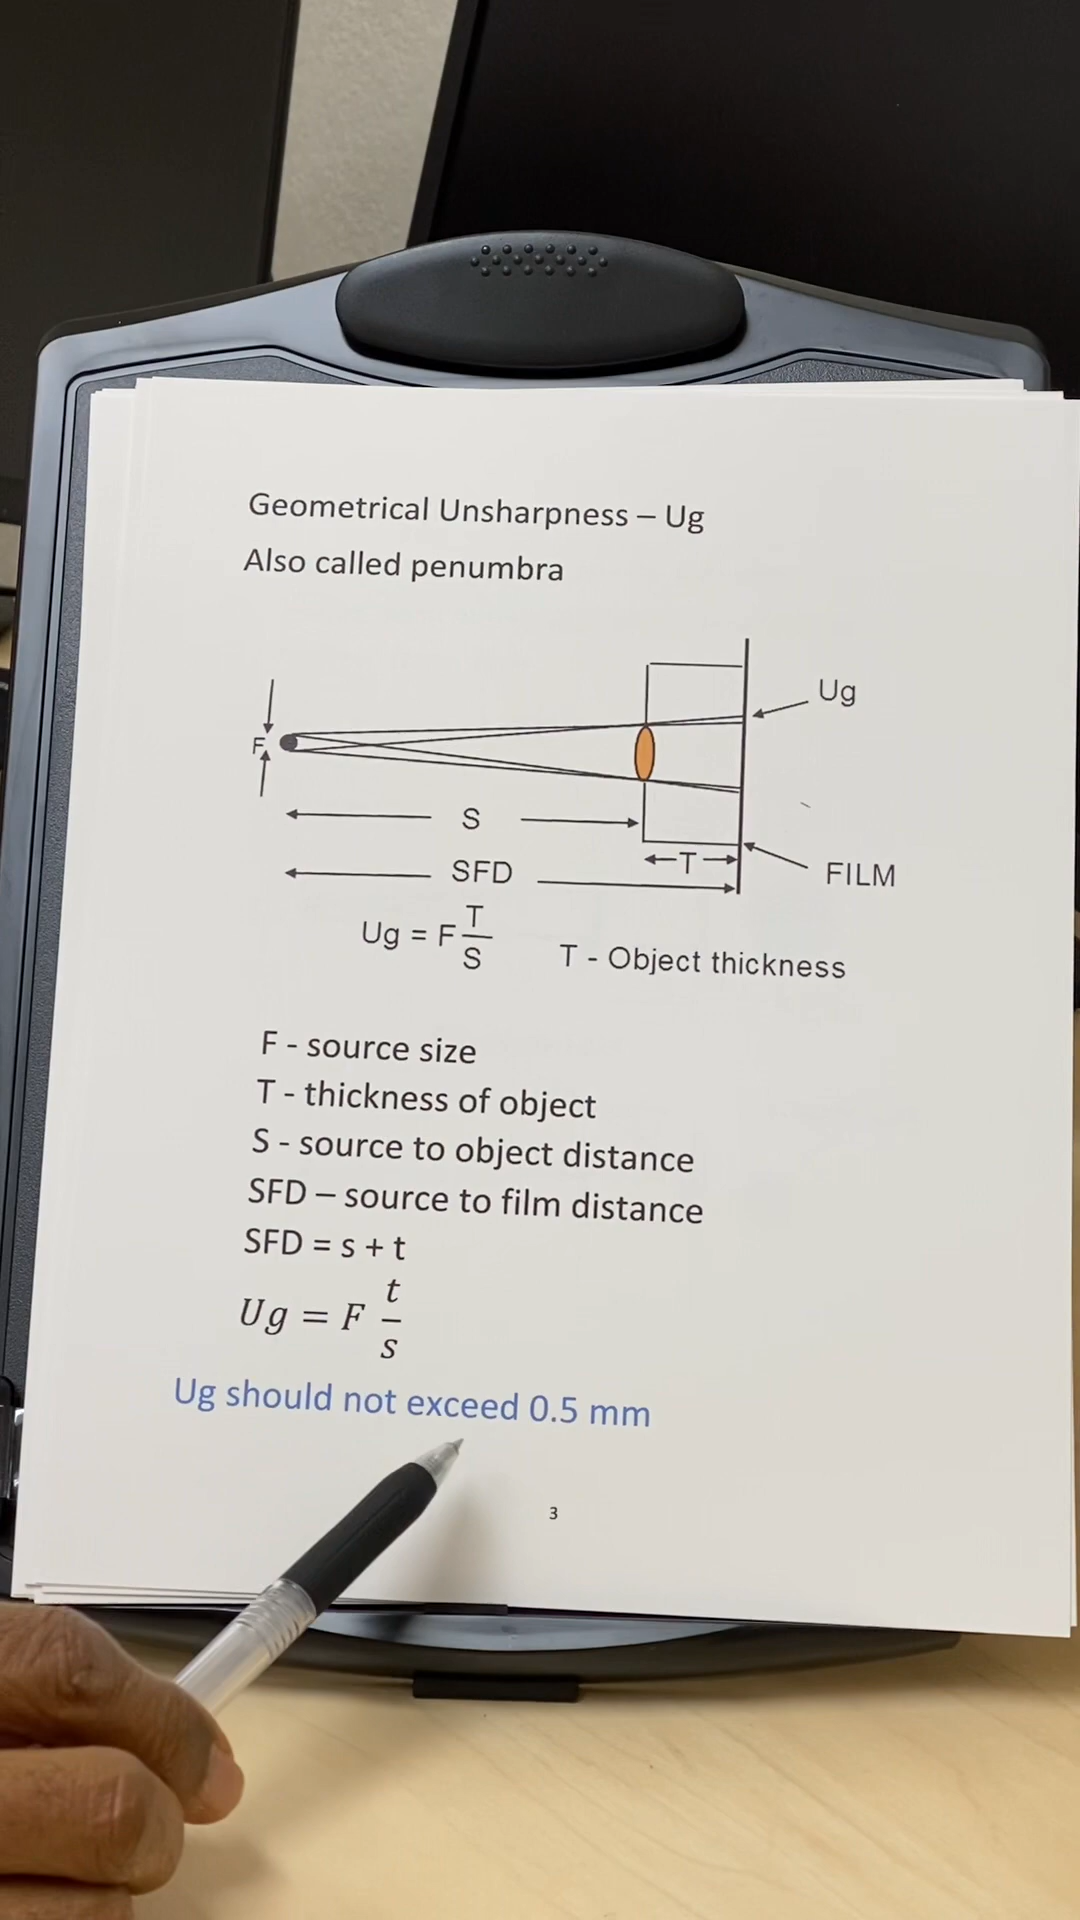 Geometrical Unsharpness – Ug
Also called penumbra
Ug
F
S
T
SFD
FILM
Ug = F T/S
T - Object thickness
F - source size
T - thickness of object
S - source to object distance
SFD – source to film distance
SFD = s + t
Ug = F t/s
Ug should not exceed 0.5 mm
3